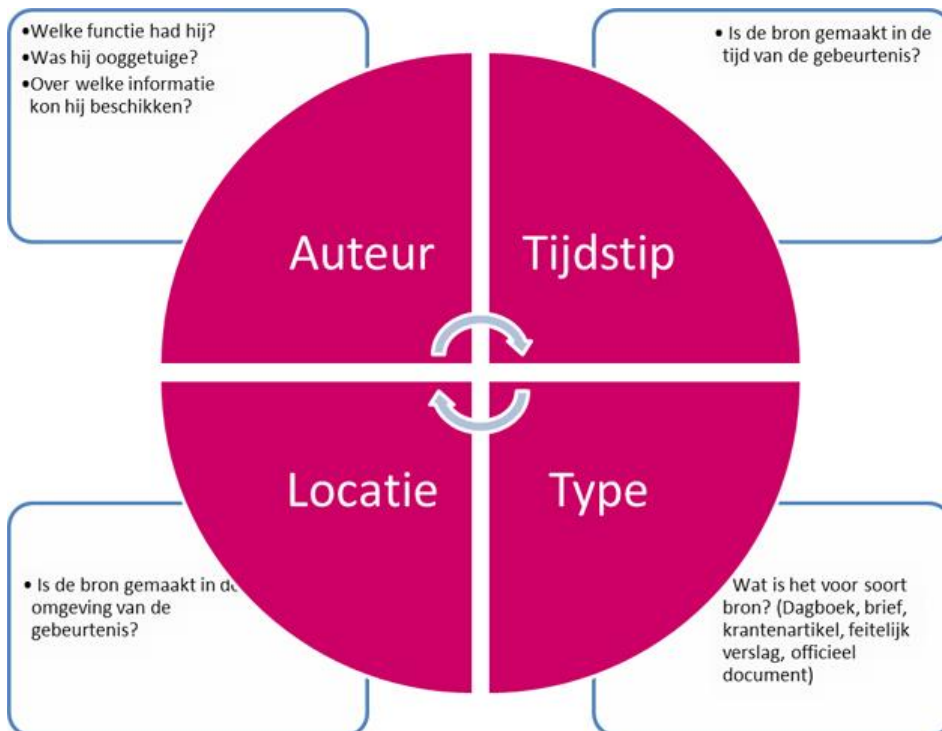 •Welke functie had hij?
•Was hij ooggetuige?
•Over welke informatie
kon hij beschikken?
• Is de bron gemaakt in de
tijd van de gebeurtenis?
Auteur
Tijdstip
Locatie
Type
• Is de bron gemaakt in de
omgeving van de
gebeurtenis?
Wat is het voor soort
bron? (Dagboek, brief,
krantenartikel, feitelijk
verslag, officieel
document)